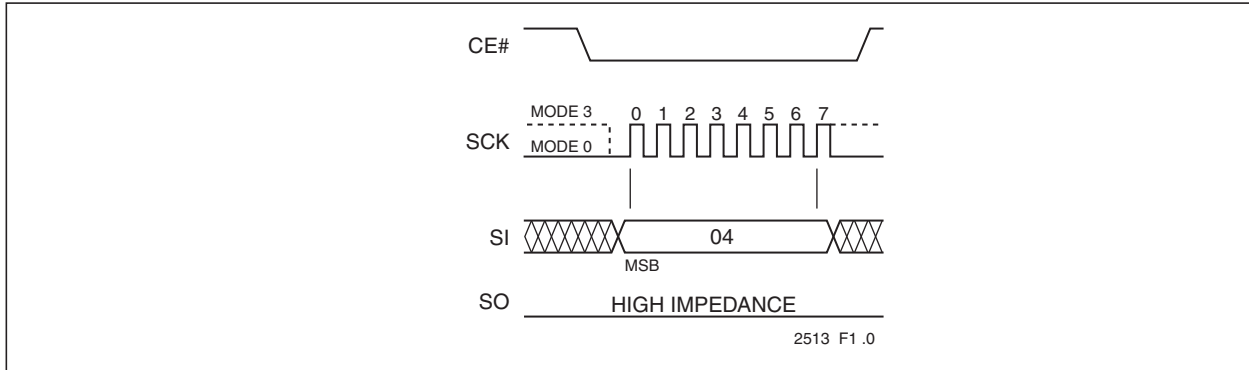 CE#
MODE 3
0 1 2 3 4 5 6 7
SCK
MODE 0
SI
04
MSB
SO
HIGH IMPEDANCE
2513 F1 .0